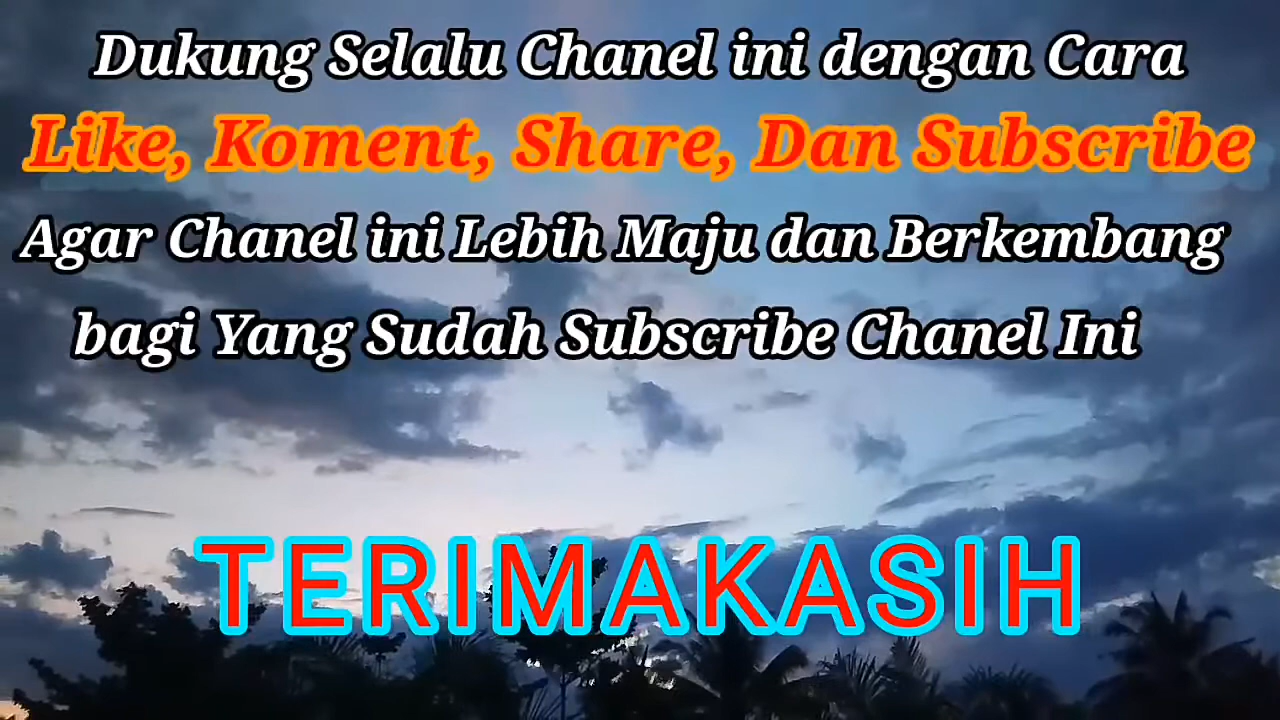 Dukung Selalu Chanel ini dengan Cara
Like, Koment, Share, Dan Subscribe
Agar Chanel ini Lebih Maju dan Berkembang
bagi Yang Sudah Subscribe Chanel Ini
TERIMAKASIH